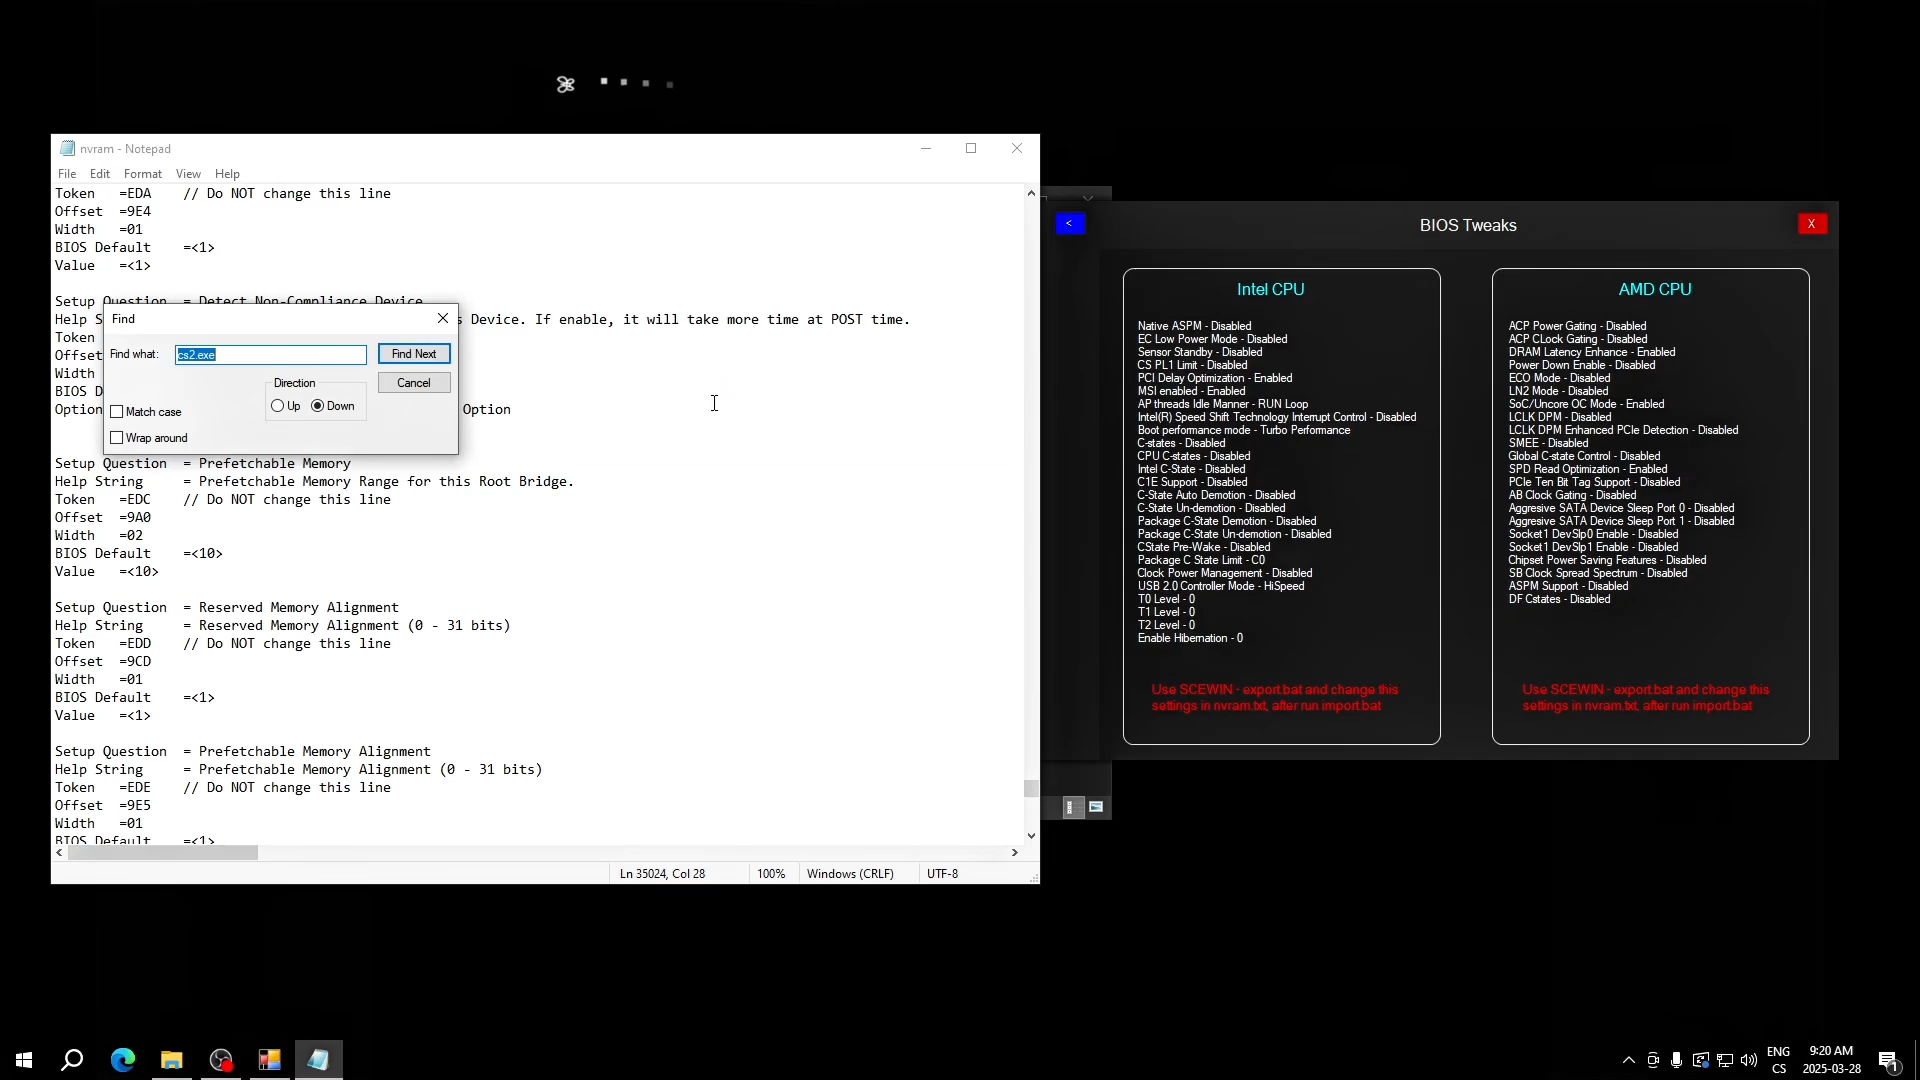 nvram - Notepad
File Edit Format View Help
Token =EDA // Do NOT change this line
Offset =9E4
Width =01
BIOS Default =<1>
Value =<1>
Setup Question = Detect Non-Compliance Device
Help S s Device. If enable, it will take more time at POST time.
Token
Offset
Width
BIOS D
Option Option
Find
Find what: cs2.exe Find Next
Direction Cancel
Up Down
Match case
Wrap around
Setup Question = Prefetchable Memory
Help String = Prefetchable Memory Range for this Root Bridge.
Token =EDC // Do NOT change this line
Offset =9A0
Width =02
BIOS Default =<10>
Value =<10>
Setup Question = Reserved Memory Alignment
Help String = Reserved Memory Alignment (0 - 31 bits)
Token =EDD // Do NOT change this line
Offset =9CD
Width =01
BIOS Default =<1>
Value =<1>
Setup Question = Prefetchable Memory Alignment
Help String = Prefetchable Memory Alignment (0 - 31 bits)
Token =EDE // Do NOT change this line
Offset =9E5
Width =01
BIOS Default =<1>
Ln 35024, Col 28 100% Windows (CRLF) UTF-8
< BIOS Tweaks X
Intel CPU
Native ASPM - Disabled
EC Low Power Mode - Disabled
Sensor Standby - Disabled
CS PL1 Limit - Disabled
PCI Delay Optimization - Enabled
MSI enabled - Enabled
AP threads Idle Manner - RUN Loop
Intel(R) Speed Shift Technology Interrupt Control - Disabled
Boot performance mode - Turbo Performance
C-states - Disabled
CPU C-states - Disabled
Intel C-State - Disabled
C1E Support - Disabled
C-State Auto Demotion - Disabled
C-State Un-demotion - Disabled
Package C-State Demotion - Disabled
Package C-State Un-demotion - Disabled
CState Pre-Wake - Disabled
Package C State Limit - C0
Clock Power Management - Disabled
USB 2.0 Controller Mode - HiSpeed
T0 Level - 0
T1 Level - 0
T2 Level - 0
Enable Hibernation - 0
Use SCEWIN - export.bat and change this
settings in nvram.txt, after run import.bat
AMD CPU
ACP Power Gating - Disabled
ACP CLock Gating - Disabled
DRAM Latency Enhance - Enabled
Power Down Enable - Disabled
ECO Mode - Disabled
LN2 Mode - Disabled
SoC/Uncore OC Mode - Enabled
LCLK DPM - Disabled
LCLK DPM Enhanced PCIe Detection - Disabled
SMEE - Disabled
Global C-state Control - Disabled
SPD Read Optimization - Enabled
PCIe Ten Bit Tag Support - Disabled
AB Clock Gating - Disabled
Aggresive SATA Device Sleep Port 0 - Disabled
Aggresive SATA Device Sleep Port 1 - Disabled
Socket1 DevSlp0 Enable - Disabled
Socket1 DevSlp1 Enable - Disabled
Chipset Power Saving Features - Disabled
SB Clock Spread Spectrum - Disabled
ASPM Support - Disabled
DF Cstates - Disabled
Use SCEWIN - export.bat and change this
settings in nvram.txt, after run import.bat
ENG
CS
9:20 AM
2025-03-28
1